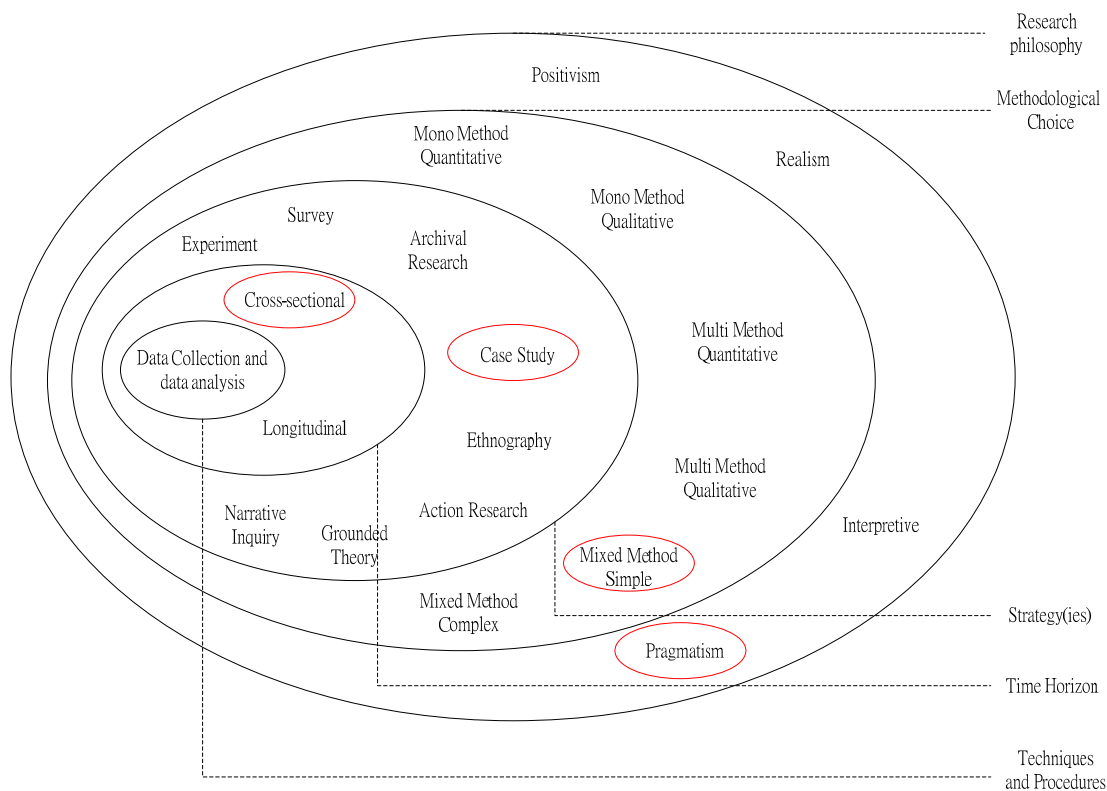 Research
philosophy
Positivism
Methodological
Choice
Mono Method
Quantitative
Realism
Mono Method
Qualitative
Survey
Experiment
Archival
Research
Cross-sectional
Multi Method
Quantitative
Case Study
Data Collection and
data analysis
Longitudinal
Ethnography
Multi Method
Qualitative
Action Research
Narrative
Inquiry
Grounded
Theory
Interpretive
Mixed Method
Simple
Mixed Method
Complex
Strategy(ies)
Pragmatism
Time Horizon
Techniques
and Procedures